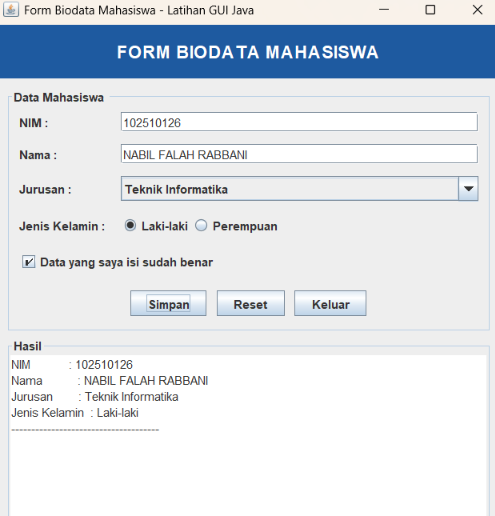 Form Biodata Mahasiswa - Latihan GUI Java
FORM BIODATA MAHASISWA
Data Mahasiswa
NIM : 102510126
Nama : NABIL FALAH RABBANI
Jurusan : Teknik Informatika
Jenis Kelamin : Laki-laki Perempuan
Data yang saya isi sudah benar
Simpan Reset Keluar
Hasil
NIM : 102510126
Nama : NABIL FALAH RABBANI
Jurusan : Teknik Informatika
Jenis Kelamin : Laki-laki
-------------------------------------